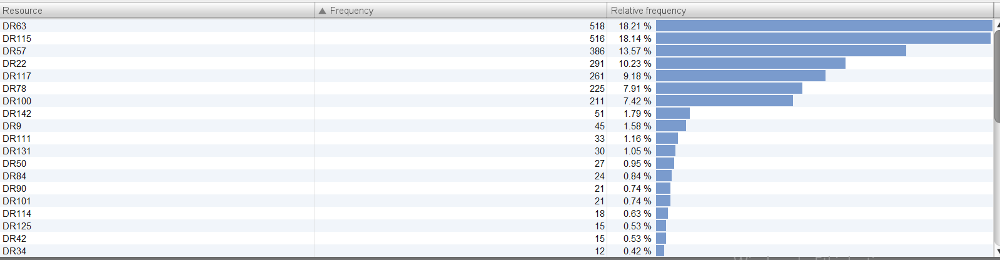 Resource Frequency Relative frequency
DR63 518 18.21 %
DR115 516 18.14 %
DR57 386 13.57 %
DR22 291 10.23 %
DR117 261 9.18 %
DR78 225 7.91 %
DR100 211 7.42 %
DR142 51 1.79 %
DR9 45 1.58 %
DR111 33 1.16 %
DR131 30 1.05 %
DR50 27 0.95 %
DR84 24 0.84 %
DR90 21 0.74 %
DR101 21 0.74 %
DR114 18 0.63 %
DR125 15 0.53 %
DR42 15 0.53 %
DR34 12 0.42 %